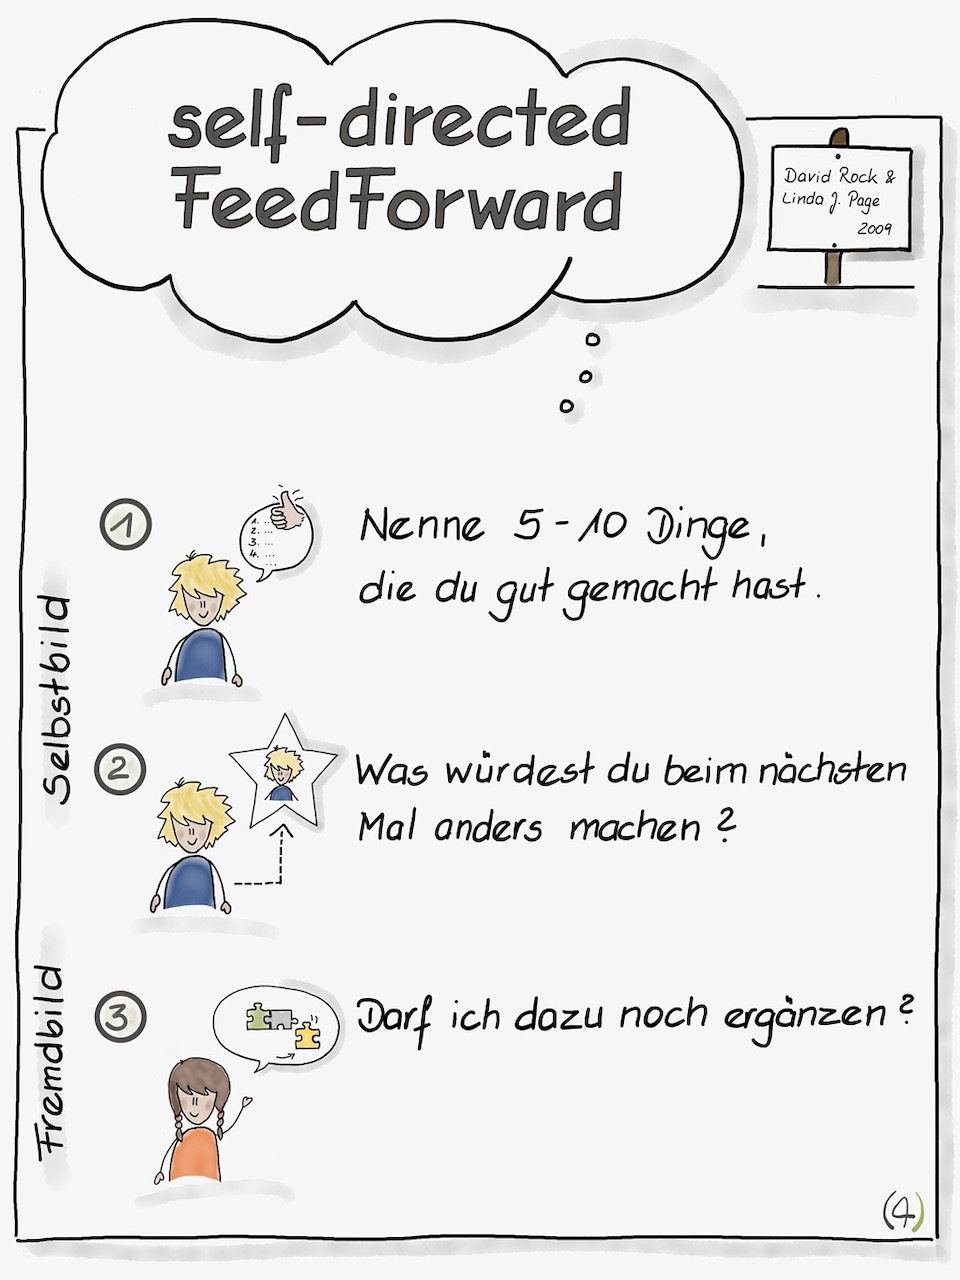 self-directed
FeedForward
David Rock &
Linda J. Page
2009
Selbstbild
1
1. ...
2. ...
3. ...
4. ...
Nenne 5-10 Dinge,
die du gut gemacht hast.
2
Was würdest du beim nächsten
Mal anders machen?
Fremdbild
3
Darf ich dazu noch ergänzen?
(4)